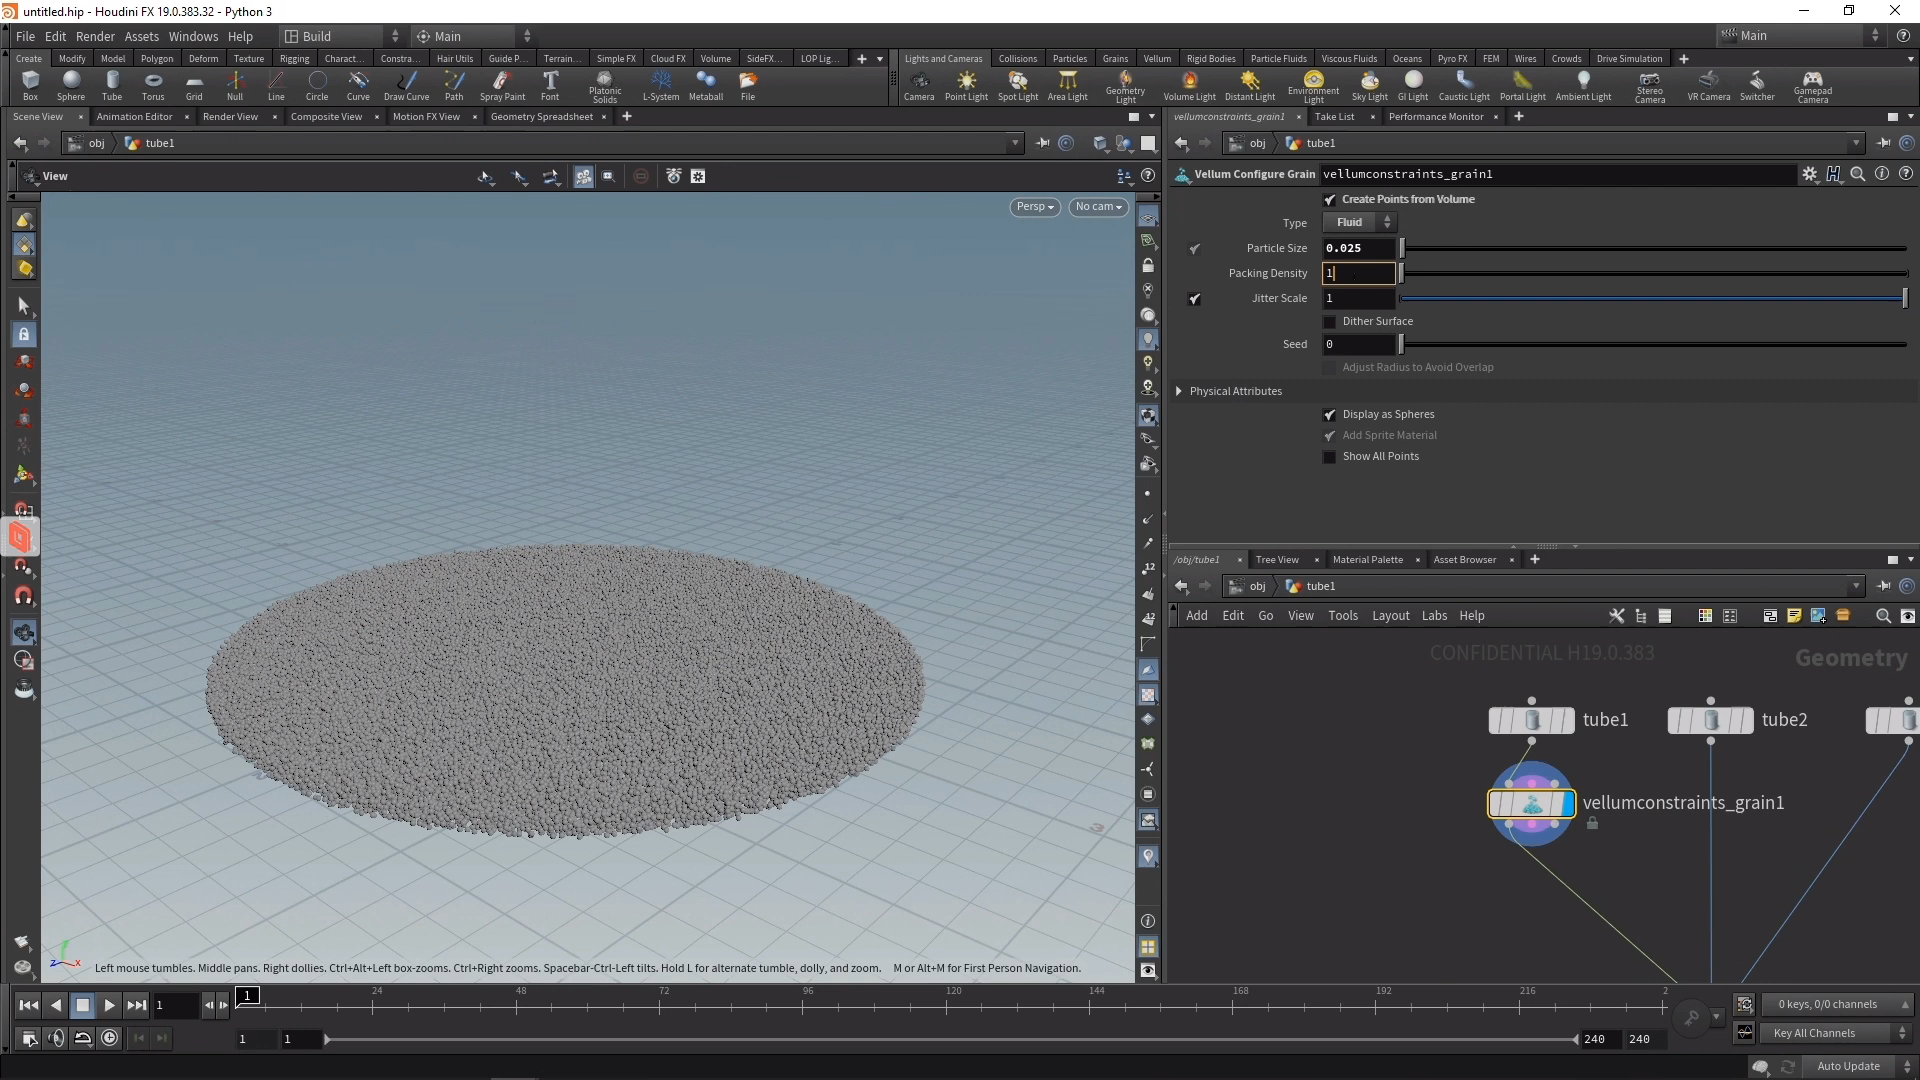 untitled.hip - Houdini FX 19.0.383.32 - Python 3
File Edit Render Assets Windows Help Build Main Main
Create Modify Model Polygon Deform Texture Rigging Charact... Constra... Hair Utils Guide P... Terrain... Simple FX Cloud FX Volume SideFX... LOP Lig...
Lights and Cameras Collisions Particles Grains Vellum Rigid Bodies Particle Fluids Viscous Fluids Oceans Pyro FX FEM Wires Crowds Drive Simulation
Box Sphere Tube Torus Grid Null Line Circle Curve Draw Curve Path Spray Paint Font Platonic Solids L-System Metaball File
Camera Point Light Spot Light Area Light Geometry Light Volume Light Distant Light Environment Light Sky Light GI Light Caustic Light Portal Light Ambient Light Stereo Camera VR Camera Switcher Gamepad Camera
Scene View Animation Editor Render View Composite View Motion FX View Geometry Spreadsheet
vellumconstraints_grain1 Take List Performance Monitor
obj tube1
obj tube1
View
Persp No cam
Vellum Configure Grain vellumconstraints_grain1
Create Points from Volume
Type Fluid
Particle Size 0.025
Packing Density 1
Jitter Scale 1
Dither Surface
Seed 0
Adjust Radius to Avoid Overlap
Physical Attributes
Display as Spheres
Add Sprite Material
Show All Points
/obj/tube1 Tree View Material Palette Asset Browser
obj tube1
Add Edit Go View Tools Layout Labs Help
CONFIDENTIAL H19.0.383
Geometry
tube1 tube2
vellumconstraints_grain1
12
12
3
z x
Left mouse tumbles. Middle pans. Right dollies. Ctrl+Alt+Left box-zooms. Ctrl+Right zooms. Spacebar-Ctrl-Left tilts. Hold L for alternate tumble, dolly, and zoom. M or Alt+M for First Person Navigation.
1 1 24 48 72 96 120 144 168 192 216 2
0 keys, 0/0 channels
1 1 240 240 Key All Channels
Auto Update